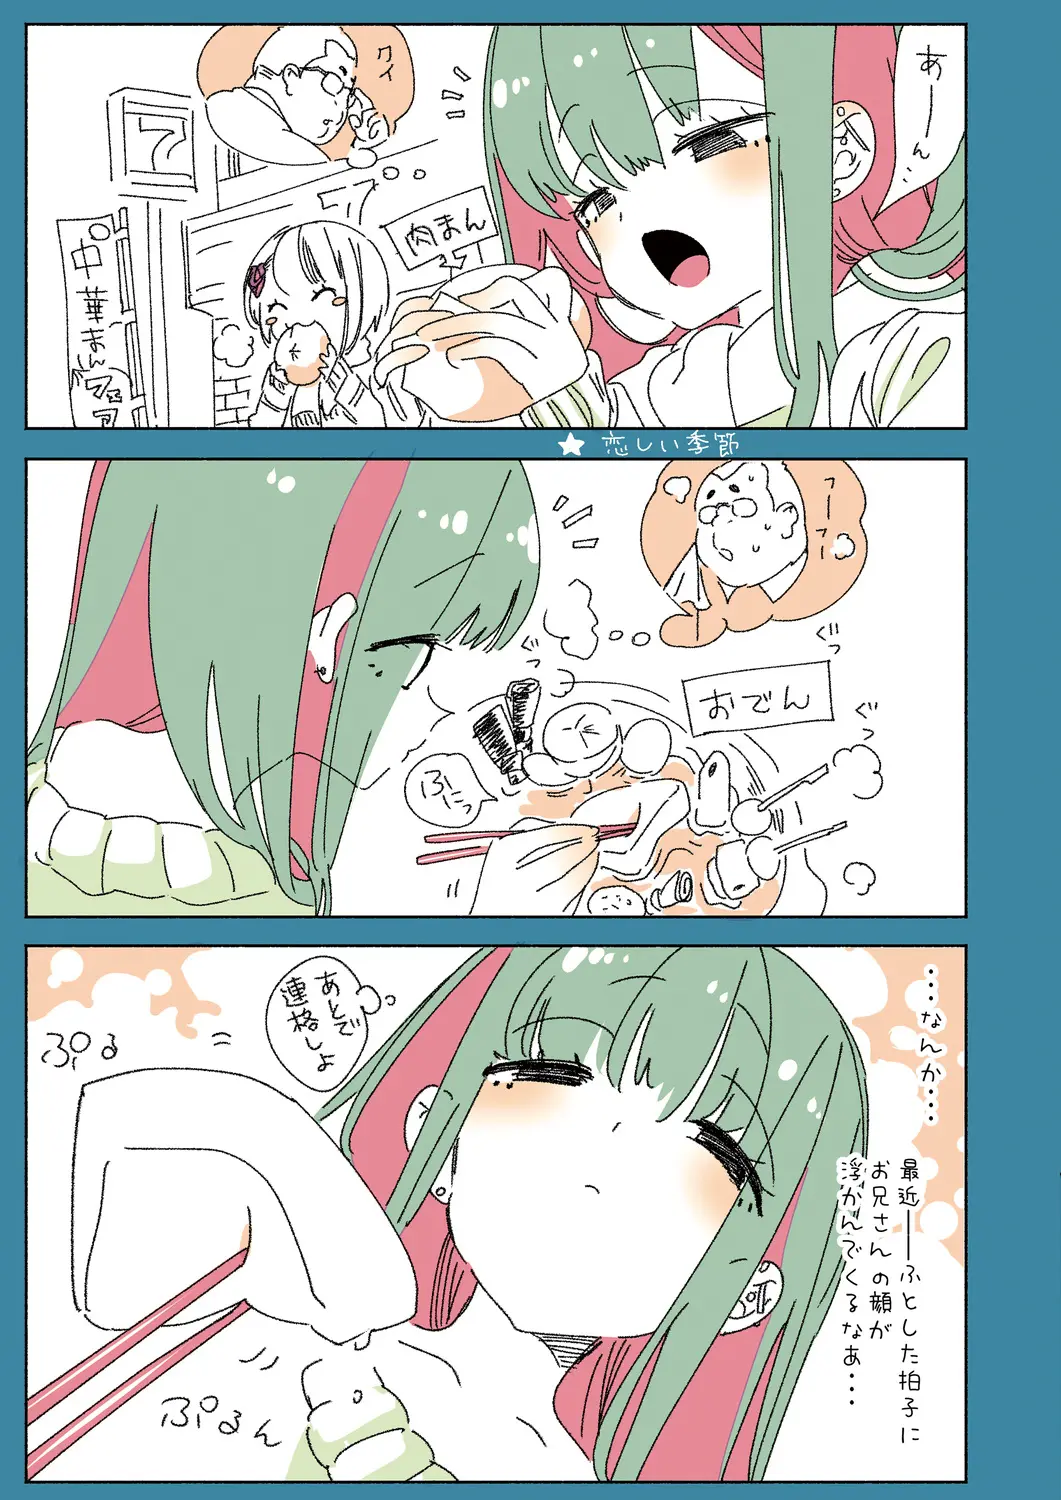 あーーん
クイ
肉まん
7
7
中華まん
フェア
★ 恋しい季節
フーフー
ぐっ
ぐっ
ぐっ
おでん
ぷにっ
…なんか…
最近――ふとした拍子に
お兄さんの顔が
浮かんでくるなあ…
あとで
連絡しよ
ぷる
ぷるん